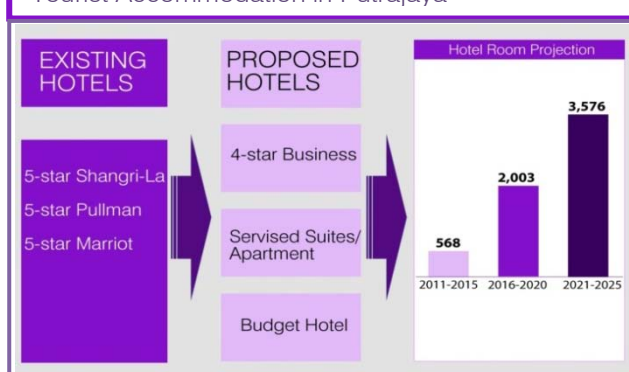 Tourist Accommodation in Putrajaya
EXISTING
HOTELS
5-star Shangri-La
5-star Pullman
5-star Marriot
PROPOSED
HOTELS
4-star Business
Servised Suites/
Apartment
Budget Hotel
Hotel Room Projection
3,576
2,003
568
2011-2015 2016-2020 2021-2025